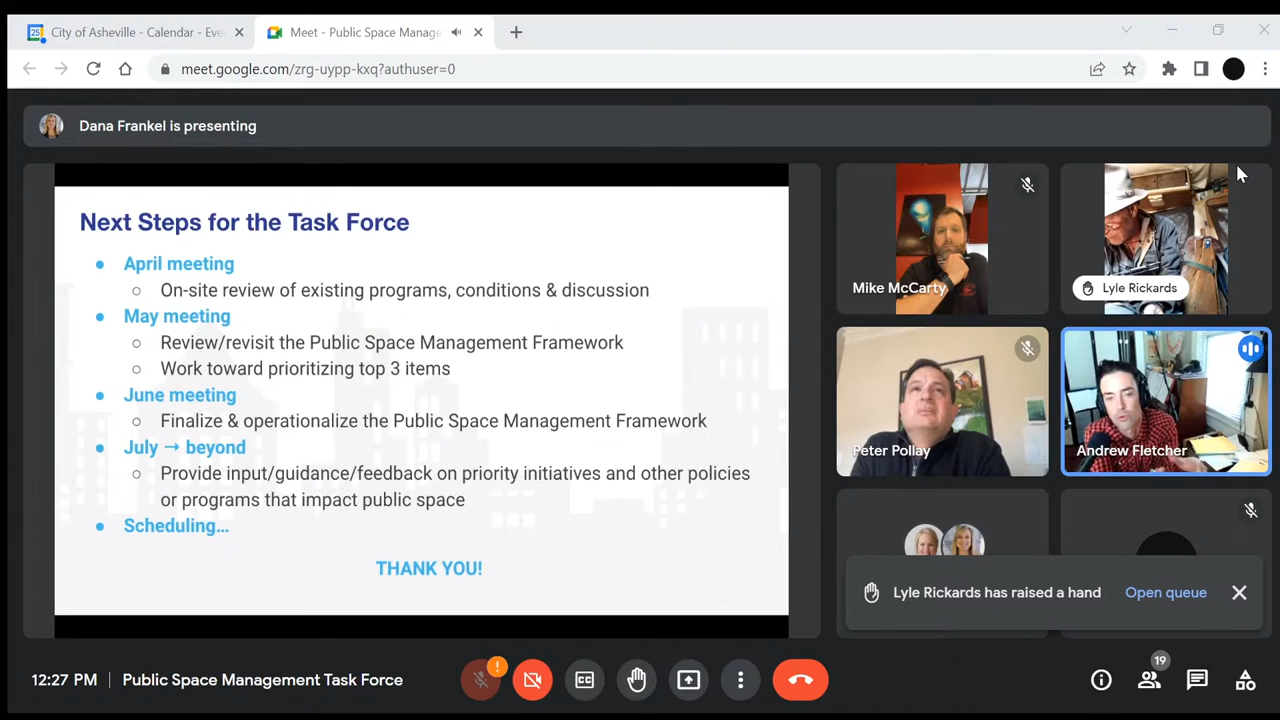 City of Asheville - Calendar - Eve
Meet - Public Space Manage
meet.google.com/zrg-uypp-kxq?authuser=0
Dana Frankel is presenting
Next Steps for the Task Force
● April meeting
○ On-site review of existing programs, conditions & discussion
● May meeting
○ Review/revisit the Public Space Management Framework
○ Work toward prioritizing top 3 items
● June meeting
○ Finalize & operationalize the Public Space Management Framework
● July → beyond
○ Provide input/guidance/feedback on priority initiatives and other policies
or programs that impact public space
● Scheduling…
THANK YOU!
Mike McCarty
Lyle Rickards
Peter Pollay
Andrew Fletcher
Lyle Rickards has raised a hand
Open queue
12:27 PM | Public Space Management Task Force
19